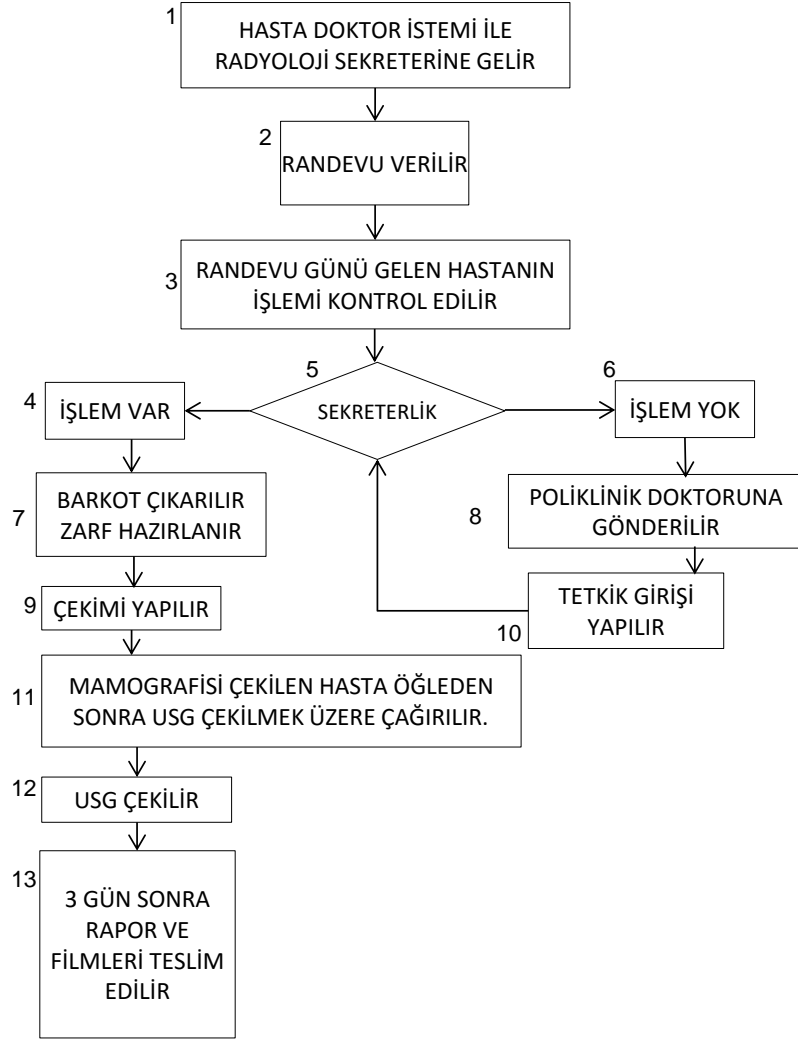 1
HASTA DOKTOR İSTEMİ İLE
RADYOLOJİ SEKRETERİNE GELİR
2
RANDEVU VERİLİR
3
RANDEVU GÜNÜ GELEN HASTANIN
İŞLEMİ KONTROL EDİLİR
5
SEKRETERLİK
4
İŞLEM VAR
6
İŞLEM YOK
7
BARKOT ÇIKARILIR
ZARF HAZIRLANIR
8
POLİKLİNİK DOKTORUNA
GÖNDERİLİR
9
ÇEKİMİ YAPILIR
10
TETKİK GİRİŞİ
YAPILIR
11
MAMOGRAFİSİ ÇEKİLEN HASTA ÖĞLEDEN
SONRA USG ÇEKİLMEK ÜZERE ÇAĞIRILIR.
12
USG ÇEKİLİR
13
3 GÜN SONRA
RAPOR VE
FİLMLERİ TESLİM
EDİLİR